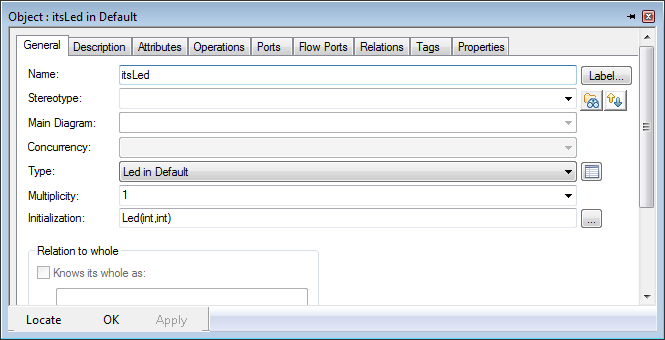 Object : itsLed in Default
General Description Attributes Operations Ports Flow Ports Relations Tags Properties
Name: itsLed Label...
Stereotype:
Main Diagram:
Concurrency:
Type: Led in Default
Multiplicity: 1
Initialization: Led(int,int) ...
Relation to whole
Knows its whole as:
Locate OK Apply